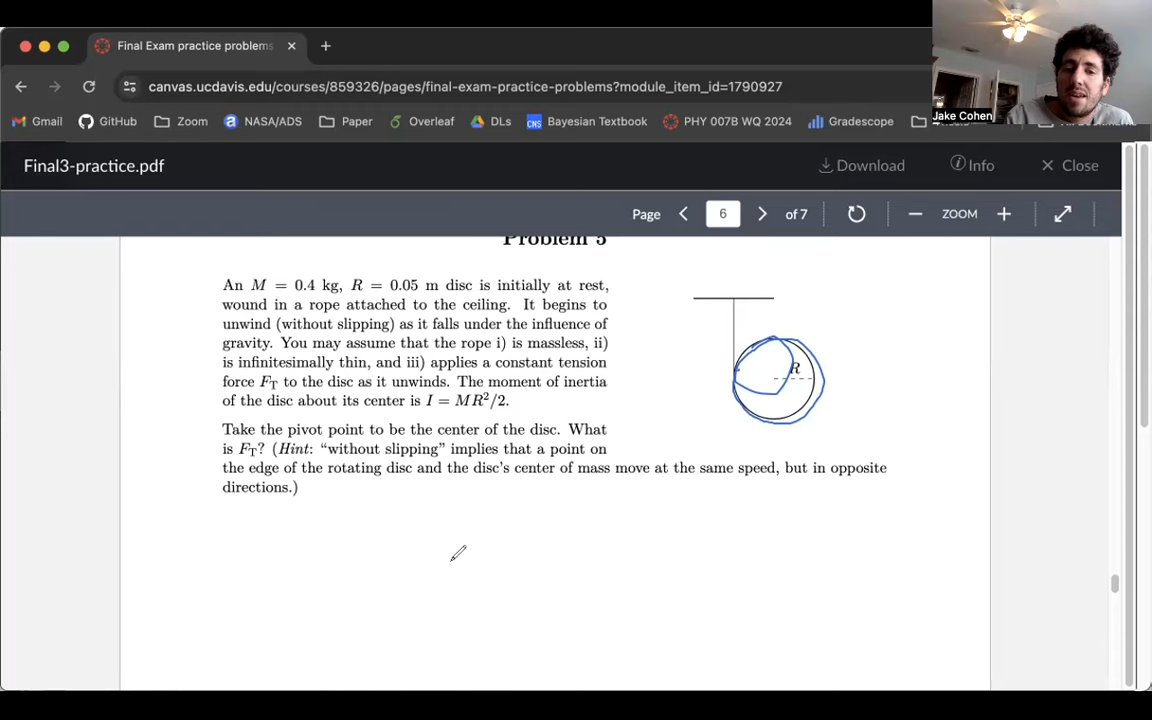 Final Exam practice problems
canvas.ucdavis.edu/courses/859326/pages/final-exam-practice-problems?module_item_id=1790927
Gmail GitHub Zoom NASA/ADS Paper Overleaf DLs CNS Bayesian Textbook PHY 007B WQ 2024 Gradescope
Jake Cohen
Final3-practice.pdf Download Info Close
Page 6 of 7 ZOOM
Problem 5
An M = 0.4 kg, R = 0.05 m disc is initially at rest,
wound in a rope attached to the ceiling. It begins to
unwind (without slipping) as it falls under the influence of
gravity. You may assume that the rope i) is massless, ii)
is infinitesimally thin, and iii) applies a constant tension
force F_T to the disc as it unwinds. The moment of inertia
of the disc about its center is I = MR²/2.
Take the pivot point to be the center of the disc. What
is F_T? (Hint: “without slipping” implies that a point on
the edge of the rotating disc and the disc’s center of mass move at the same speed, but in opposite
directions.)
R